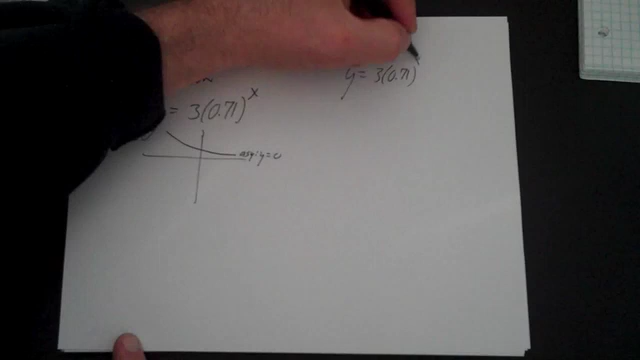 = 3(0.71)^x
asy: y=0
y = 3(0.71)